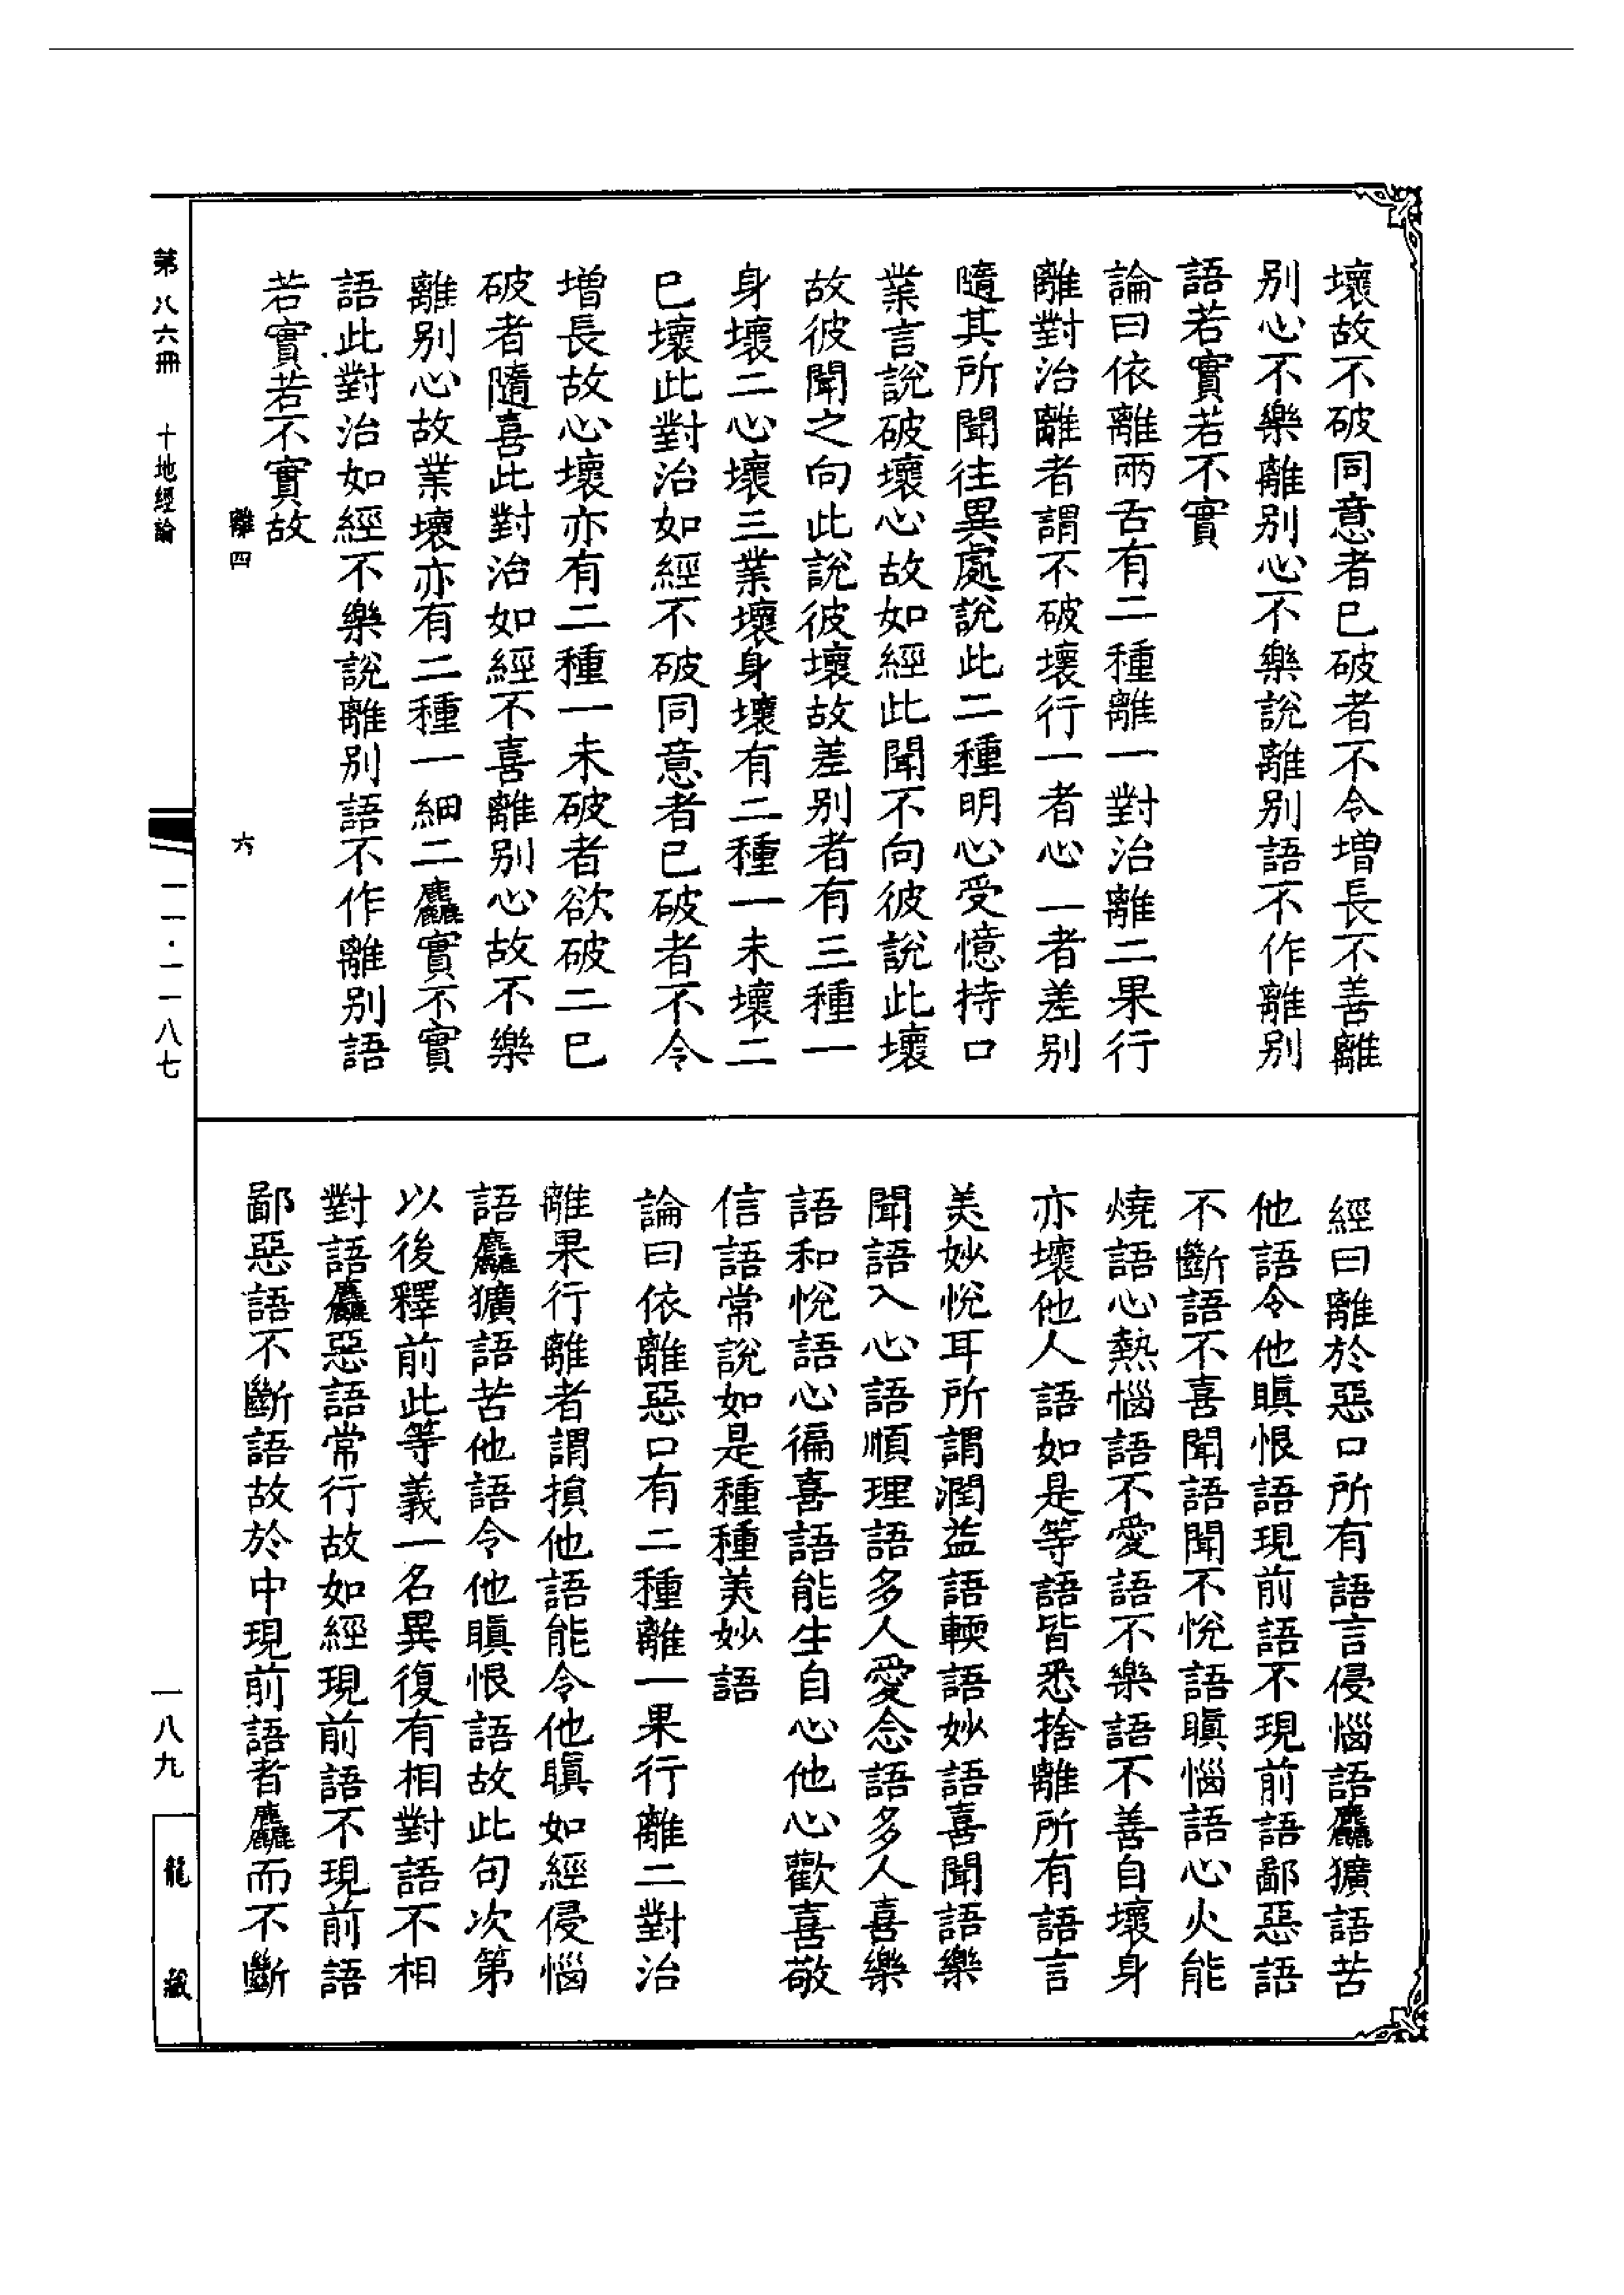 壞故不破同意者已破者不令增長不善離
別心不樂離別心不樂說離別語不作離別
語若實若不實
論曰依離兩舌有二種離一對治離二果行
離對治離者謂不破壞行一者心一者差別
隨其所聞往異處說此二種明心受憶持口
業言說破壞心故如經此聞不向彼說此壞
故彼聞之向此說彼壞故差別者有三種一
身壞二心壞三業壞身壞有二種一未壞二
已壞此對治如經不破同意者已破者不令
增長故心壞亦有二種一未破者欲破二已
破者隨喜此對治如經不喜離別心故不樂
離別心故業壞亦有二種一細二麤實不實
語此對治如經不樂說離別語不作離別語
若實若不實故
離四 六
經曰離於惡口所有語言侵惱語麤獷語苦
他語令他瞋恨語現前語不現前語鄙惡語
不斷語不喜聞語聞不悅語瞋惱語心火能
燒語心熱惱語不愛語不樂語不善自壞身
亦壞他人語如是等語皆悉捨離所有語言
美妙悅耳所謂潤益語輭語妙語喜聞語樂
聞語入心語順理語多人愛念語多人喜樂
語和悅語心徧喜語能生自心他心歡喜敬
信語常說如是種種美妙語
論曰依離惡口有二種離一果行離二對治
離果行離者謂損他語能令他瞋如經侵惱
語麤獷語苦他語令他瞋恨語故此句次第
以後釋前此等義一名異復有相對語不相
對語麤惡語常行故如經現前語不現前語
鄙惡語不斷語故於中現前語者麤而不斷
第八六冊 十地經論 一一·一一八七 一八九 龍藏